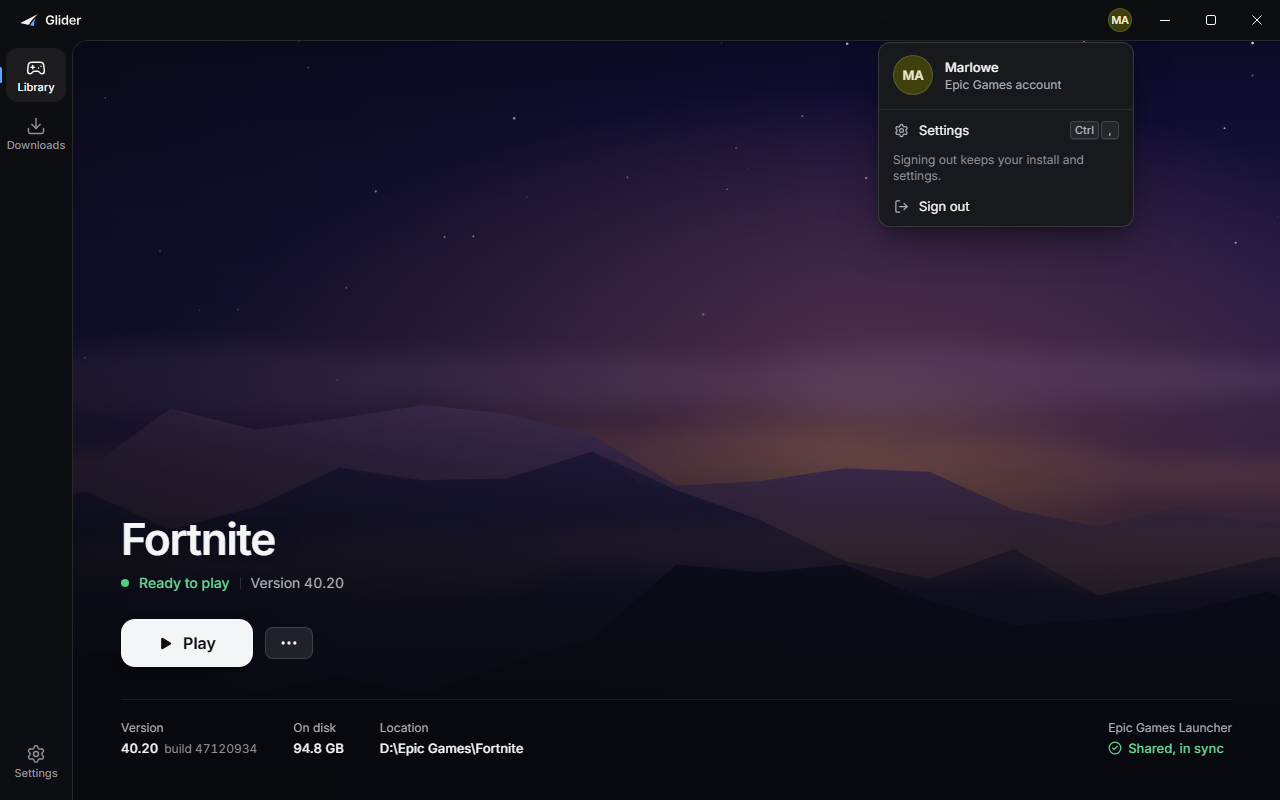 Glider
MA
Library
Downloads
MA
Marlowe
Epic Games account
Settings
Ctrl ,
Signing out keeps your install and
settings.
Sign out
Fortnite
Ready to play
Version 40.20
Play
Version
40.20 build 47120934
On disk
94.8 GB
Location
D:\Epic Games\Fortnite
Epic Games Launcher
Shared, in sync
Settings